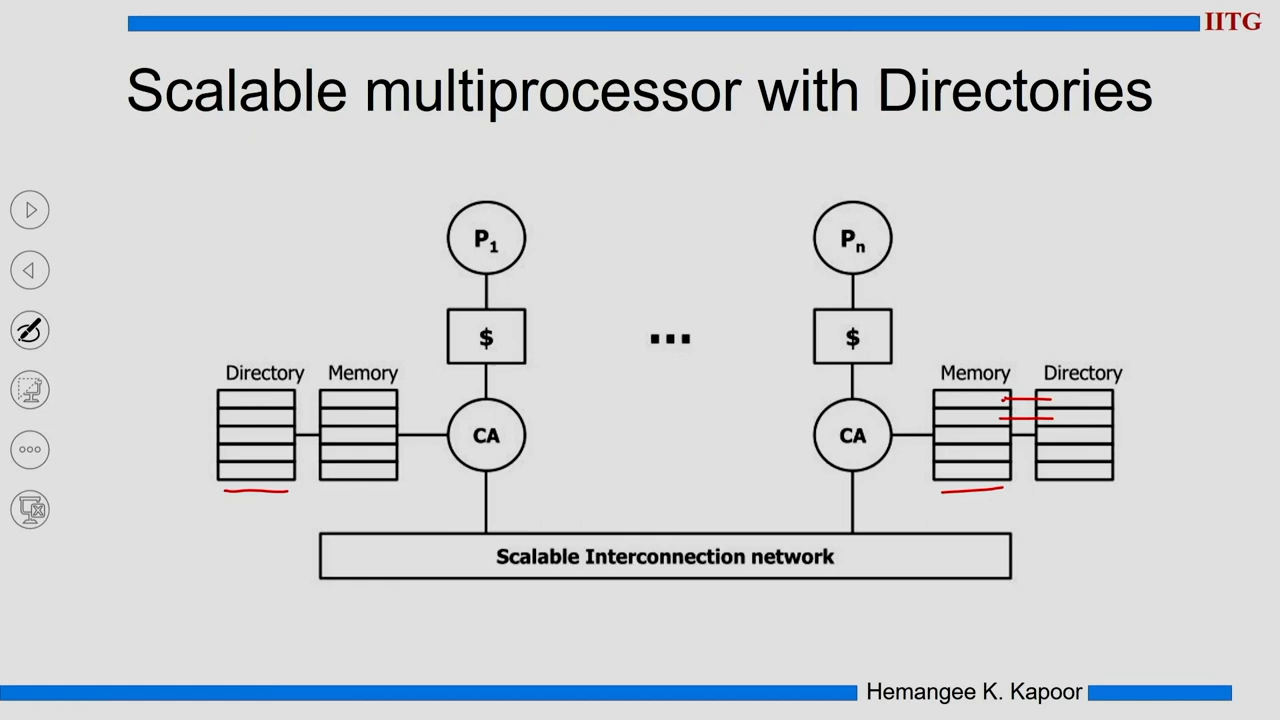 IITG
Scalable multiprocessor with Directories
P1 Pn
$ ... $
Directory Memory Memory Directory
CA CA
Scalable Interconnection network
Hemangee K. Kapoor